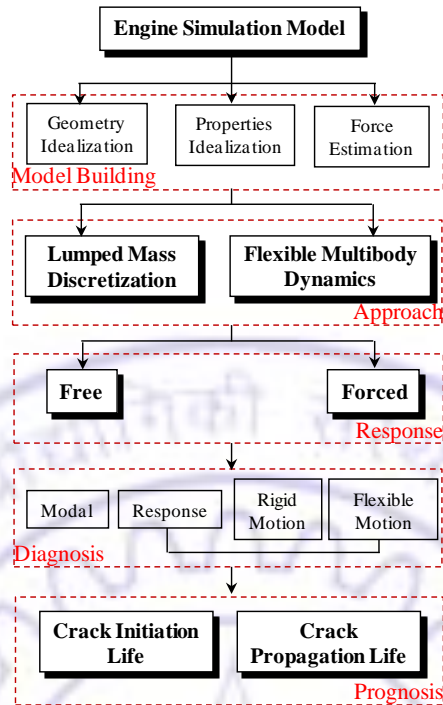 Engine Simulation Model
Geometry
Idealization
Properties
Idealization
Force
Estimation
Model Building
Lumped Mass
Discretization
Flexible Multibody
Dynamics
Approach
Free
Forced
Response
Modal
Response
Rigid
Motion
Flexible
Motion
Diagnosis
Crack Initiation
Life
Crack
Propagation Life
Prognosis